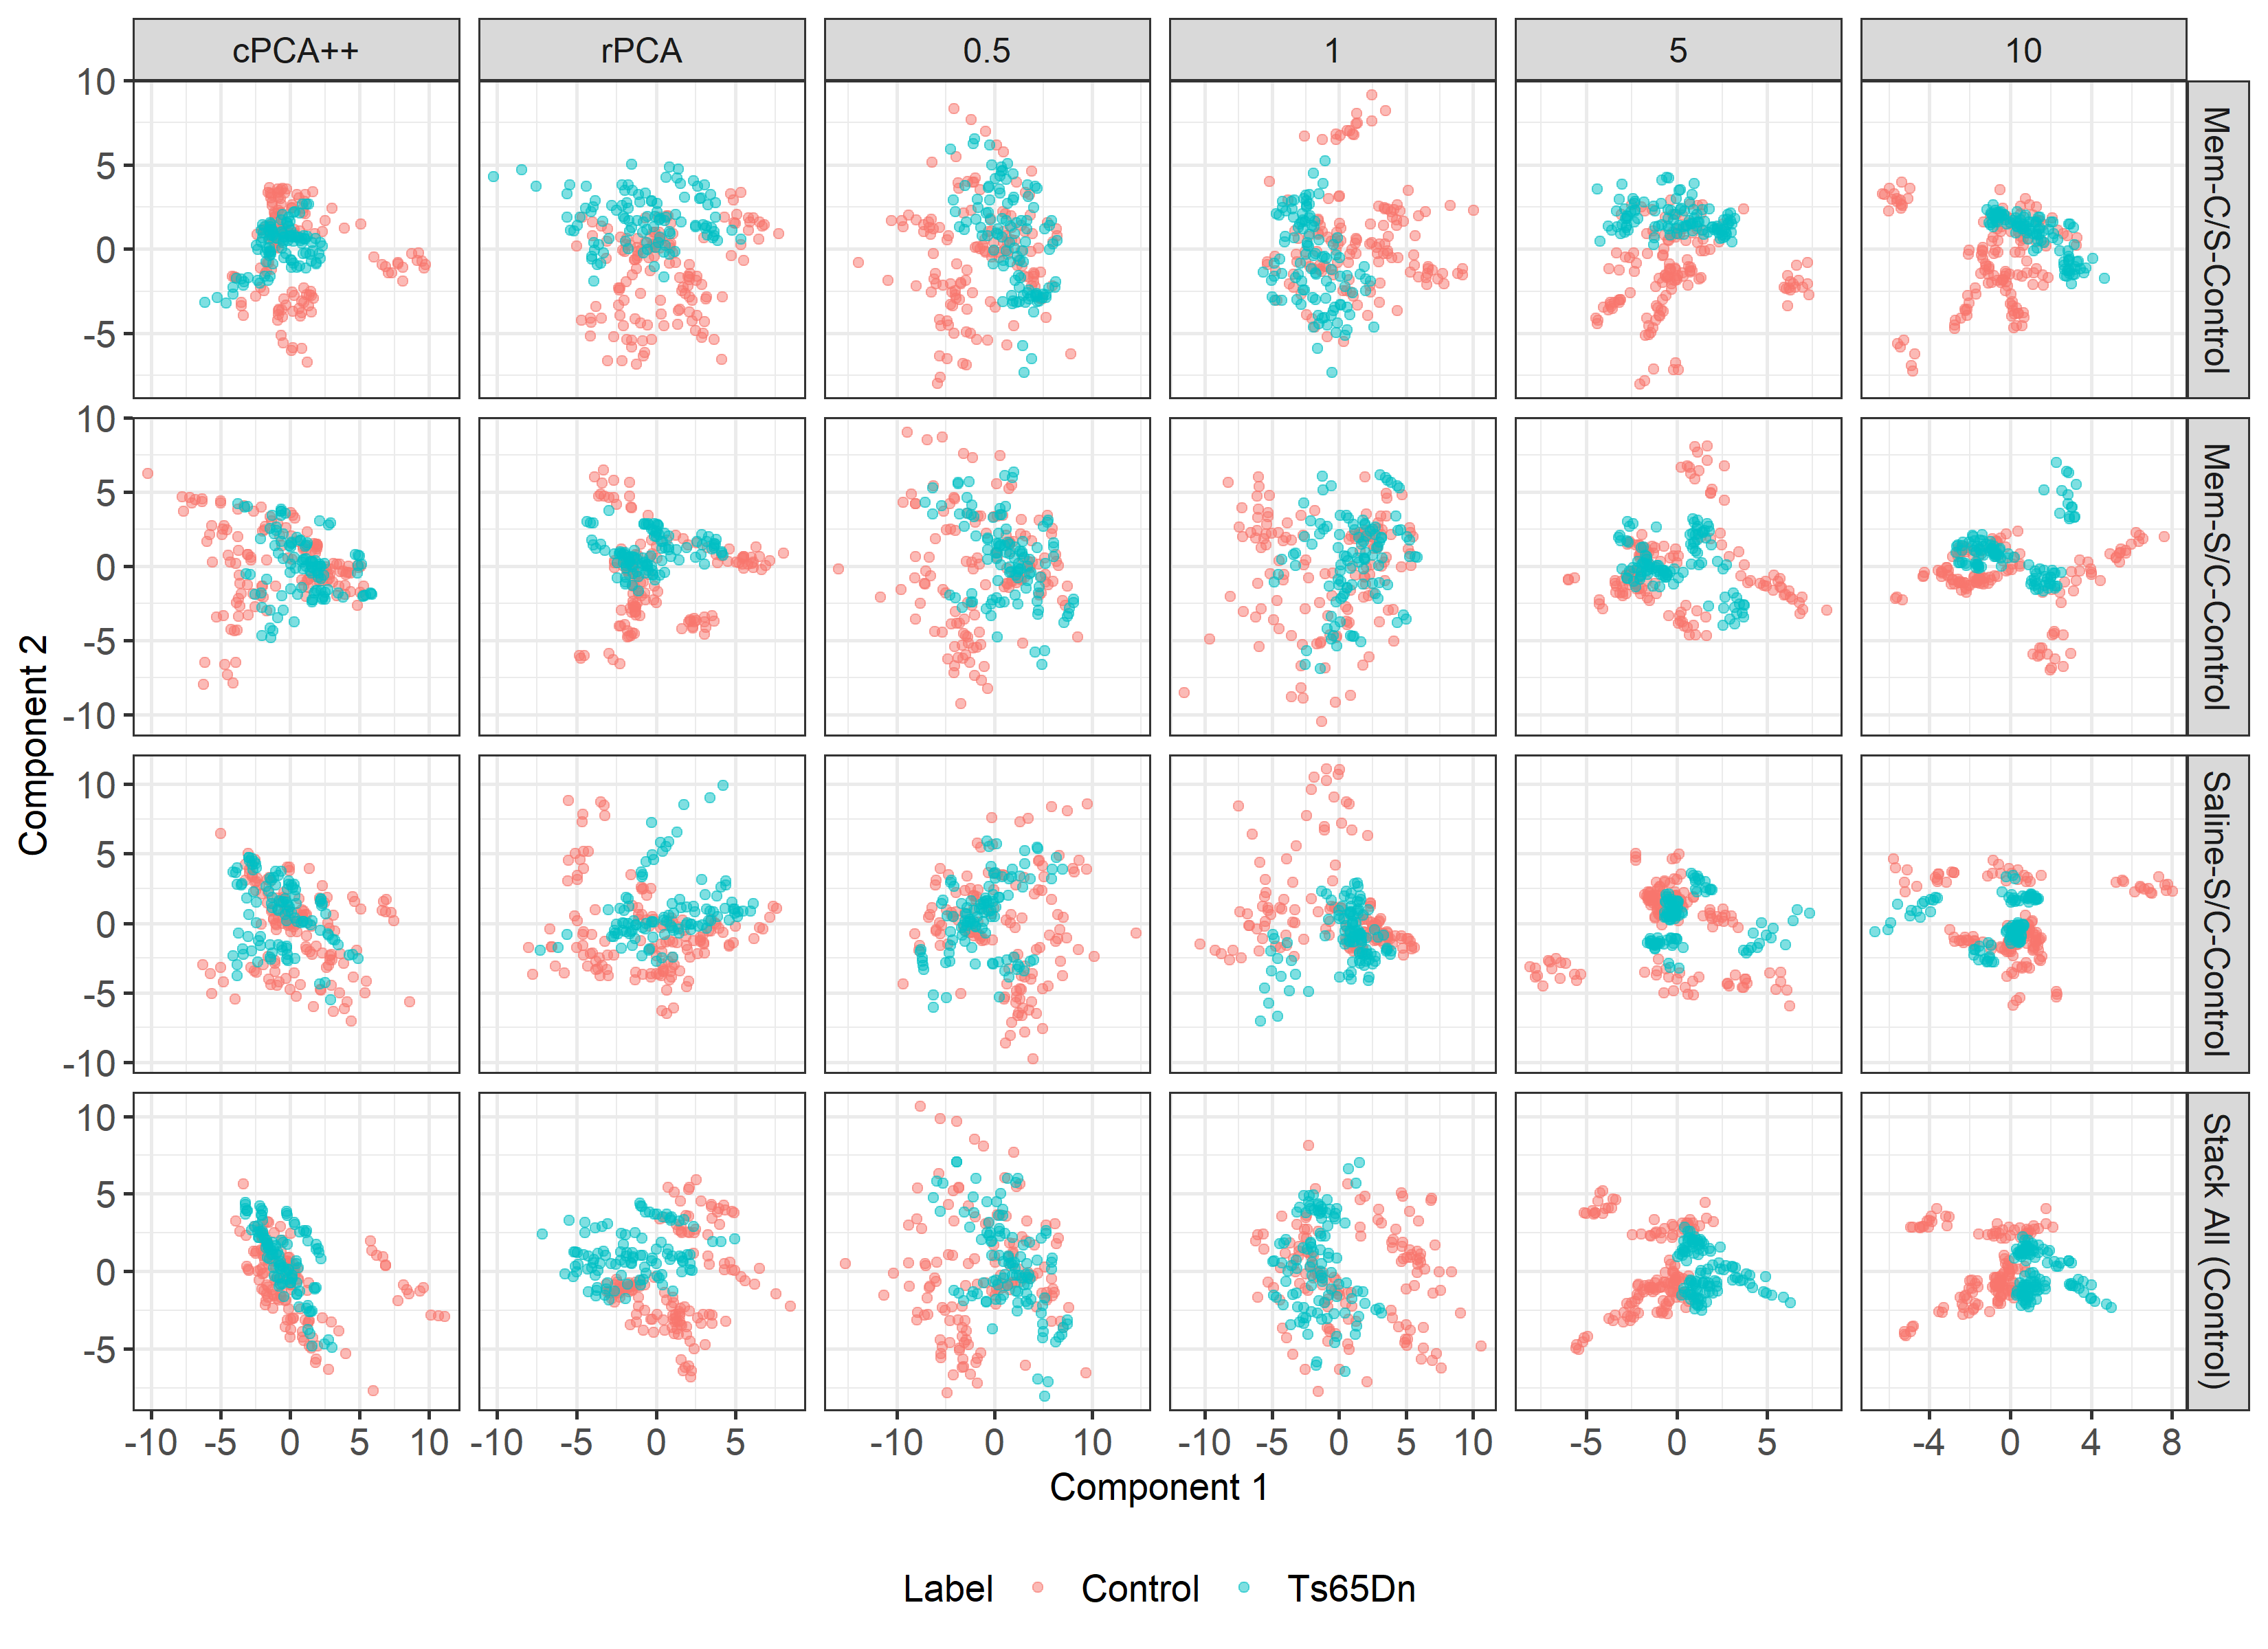 cPCA++ rPCA 0.5 1 5 10
10
5
0
-5
Mem-C/S-Control
10
5
0
-5
-10
Mem-S/C-Control
10
5
0
-5
-10
Saline-S/C-Control
10
5
0
-5
Stack All (Control)
-10 -5 0 5 10 -10 -5 0 5 -10 0 10 -10 -5 0 5 10 -5 0 5 -4 0 4 8
Component 2
Component 1
Label Control Ts65Dn